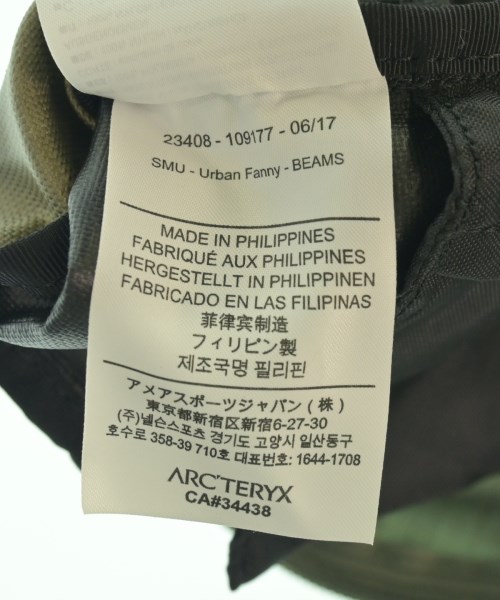 23408 - 109177 - 06/17
SMU - Urban Fanny - BEAMS
MADE IN PHILIPPINES
FABRIQUÉ AUX PHILIPPINES
HERGESTELLT IN PHILIPPINEN
FABRICADO EN LAS FILIPINAS
菲律宾制造
フィリピン製
제조국명 필리핀
アメアスポーツジャパン (株)
東京都新宿区新宿6-27-30
(주)넬슨스포츠 경기도 고양시 일산동구
호수로 358-39 710호 대표번호: 1644-1708
ARC'TERYX
CA#34438